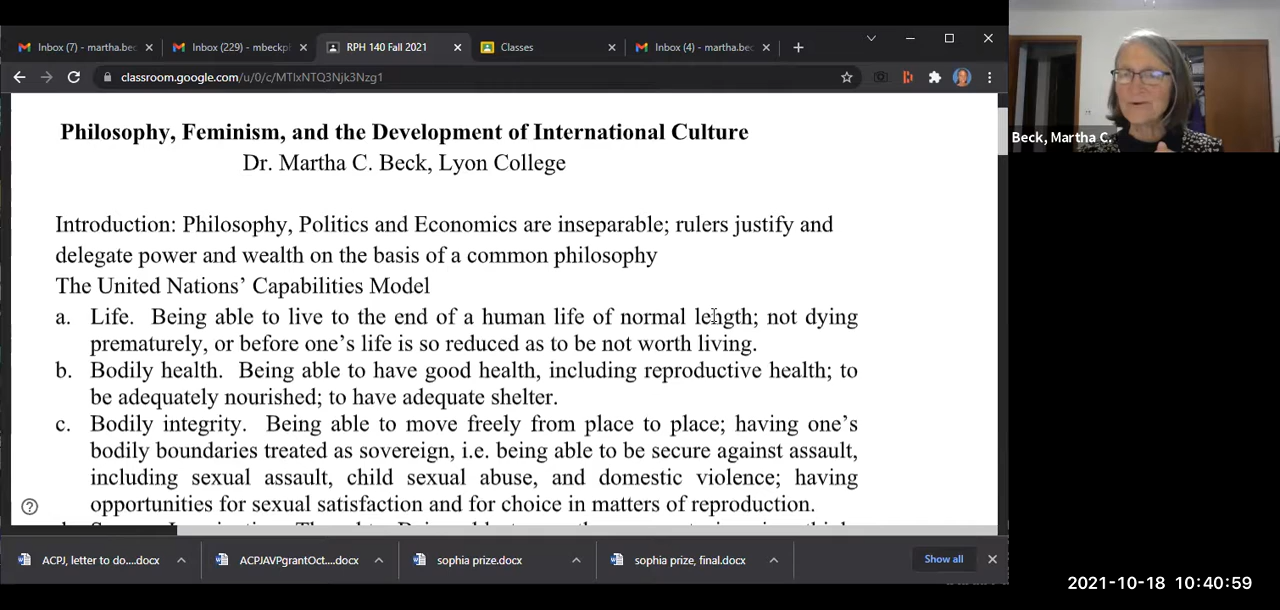 Inbox (7) - martha.bec
Inbox (229) - mbeckp
RPH 140 Fall 2021
Classes
Inbox (4) - martha.bec
classroom.google.com/u/0/c/MTIxNTQ3Njk3Nzg1
Philosophy, Feminism, and the Development of International Culture
Dr. Martha C. Beck, Lyon College
Beck, Martha C.
Introduction: Philosophy, Politics and Economics are inseparable; rulers justify and
delegate power and wealth on the basis of a common philosophy
The United Nations’ Capabilities Model
a. Life. Being able to live to the end of a human life of normal length; not dying
prematurely, or before one’s life is so reduced as to be not worth living.
b. Bodily health. Being able to have good health, including reproductive health; to
be adequately nourished; to have adequate shelter.
c. Bodily integrity. Being able to move freely from place to place; having one’s
bodily boundaries treated as sovereign, i.e. being able to be secure against assault,
including sexual assault, child sexual abuse, and domestic violence; having
opportunities for sexual satisfaction and for choice in matters of reproduction.
ACPJ, letter to do....docx
ACPJAVPgrantOct....docx
sophia prize.docx
sophia prize, final.docx
Show all
2021-10-18 10:40:59